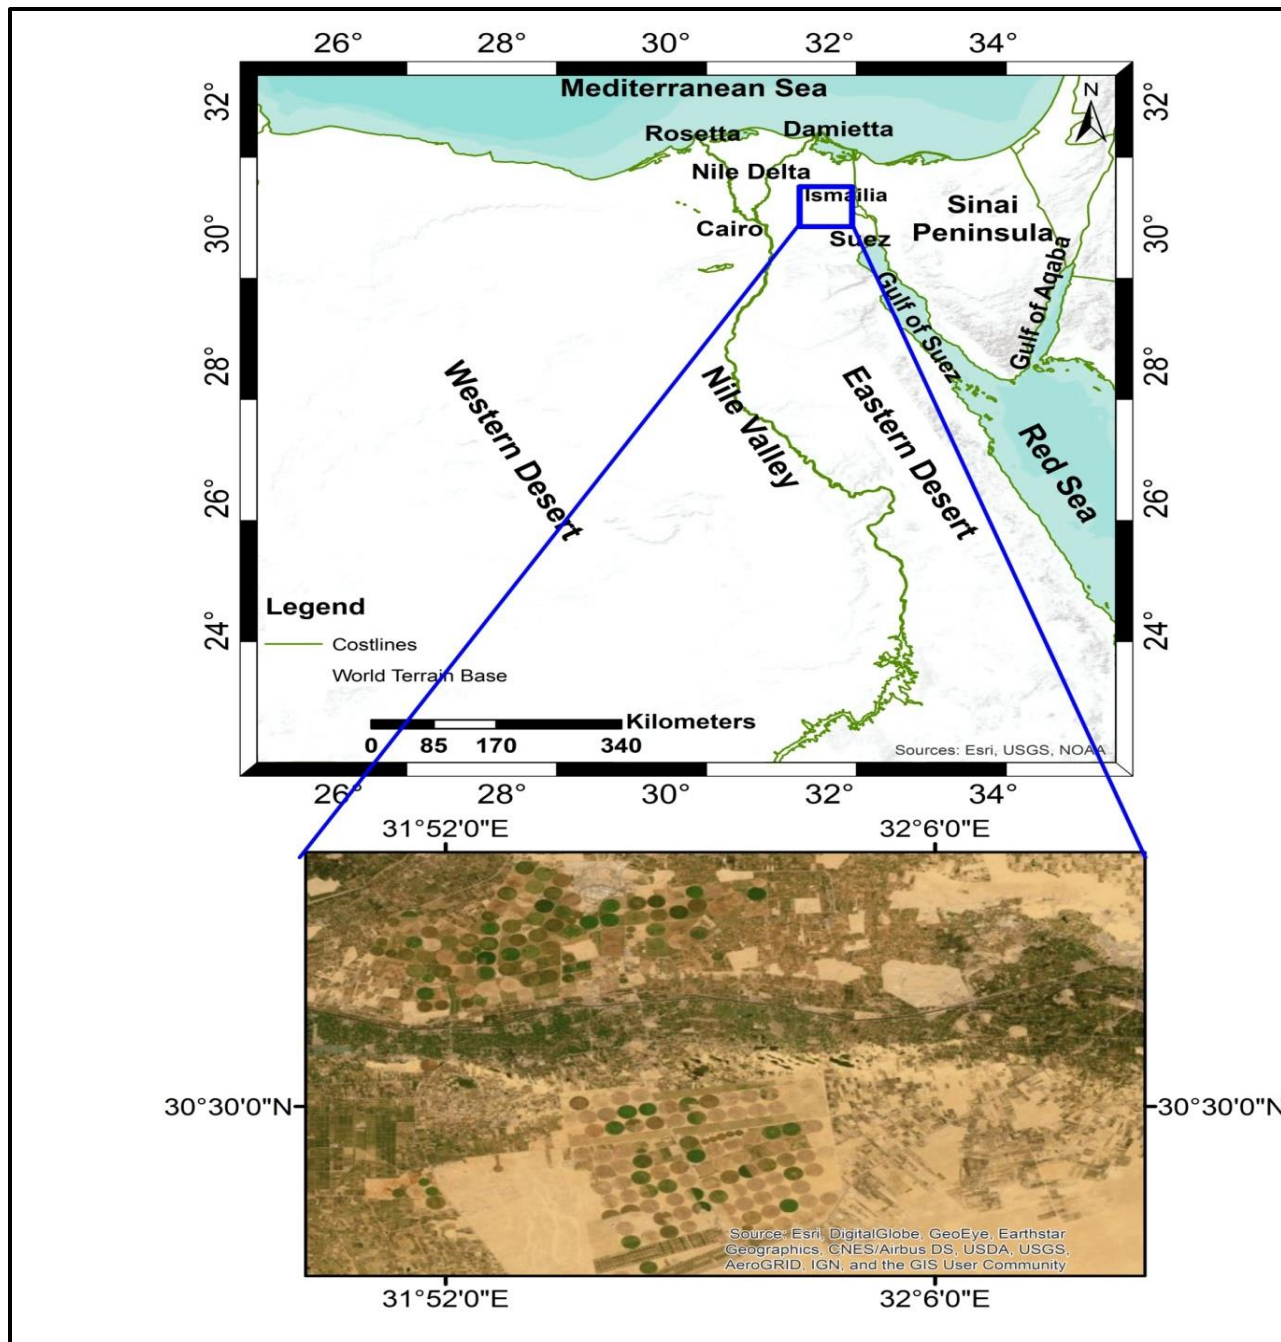 26° 28° 30° 32° 34°
Mediterranean Sea
N
32° 32°
Rosetta Damietta
Nile Delta
Ismailia
Sinai
Peninsula
Cairo
Suez
30° 30°
Gulf of Suez
Gulf of Aqaba
28° 28°
Western Desert
Nile Valley
Eastern Desert
Red Sea
26° 26°
Legend
24° 24°
Costlines
World Terrain Base
Kilometers
0 85 170 340
Sources: Esri, USGS, NOAA
26° 28° 30° 32° 34°
31°52'0"E 32°6'0"E
30°30'0"N 30°30'0"N
Source: Esri, DigitalGlobe, GeoEye, Earthstar
Geographics, CNES/Airbus DS, USDA, USGS,
AeroGRID, IGN, and the GIS User Community
31°52'0"E 32°6'0"E